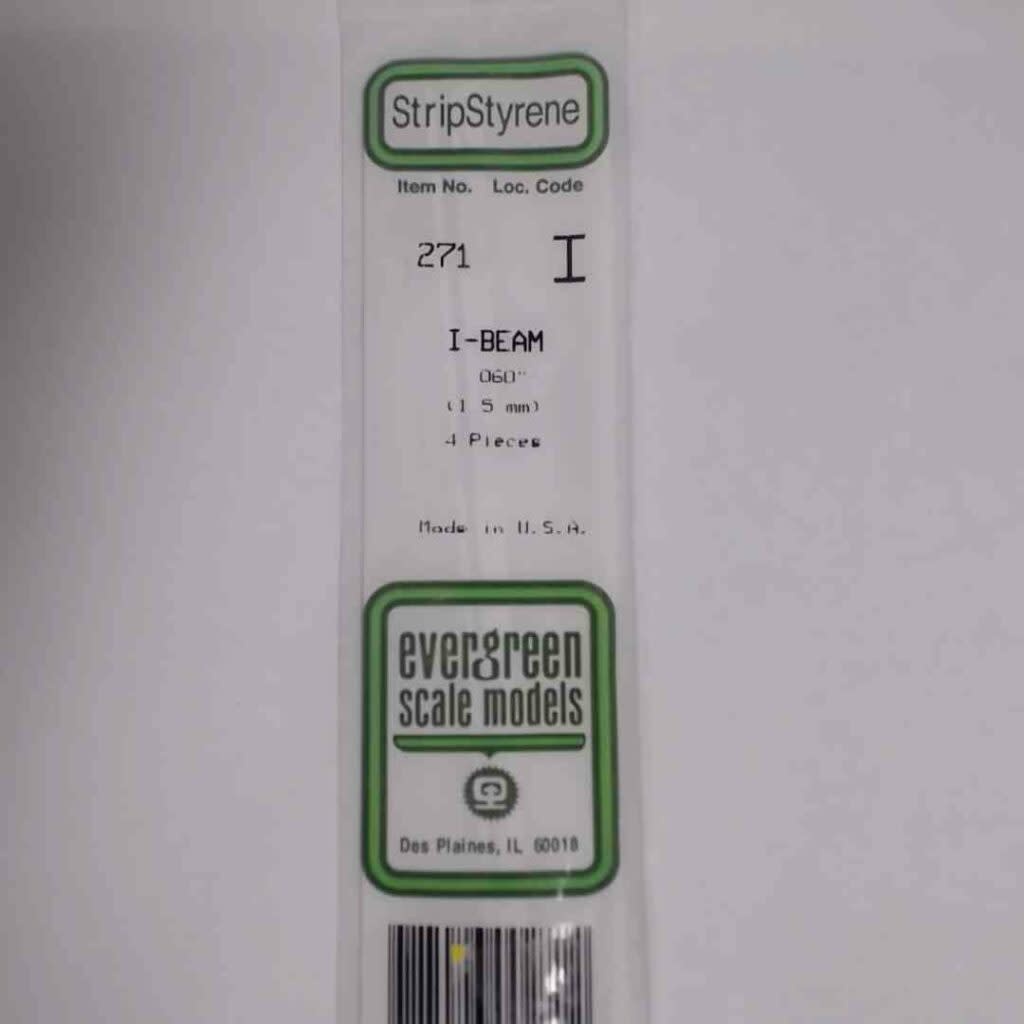 StripStyrene
Item No. Loc. Code
271 I
I-BEAM
060"
(1 5 mm)
4 Pieces
Made in U.S.A.
evergreen
scale models
Des Plaines, IL 60018